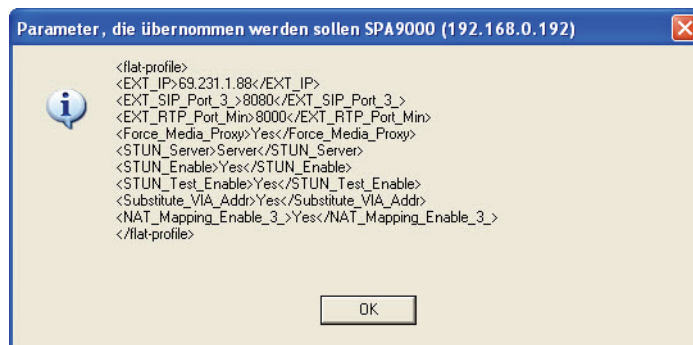 Parameter, die übernommen werden sollen SPA9000 (192.168.0.192)
<flat-profile>
<EXT_IP>69.231.1.88</EXT_IP>
<EXT_SIP_Port_3_>8080</EXT_SIP_Port_3_>
<EXT_RTP_Port_Min>8000</EXT_RTP_Port_Min>
<Force_Media_Proxy>Yes</Force_Media_Proxy>
<STUN_Server>Server</STUN_Server>
<STUN_Enable>Yes</STUN_Enable>
<STUN_Test_Enable>Yes</STUN_Test_Enable>
<Substitute_VIA_Addr>Yes</Substitute_VIA_Addr>
<NAT_Mapping_Enable_3_>Yes</NAT_Mapping_Enable_3_>
</flat-profile>
OK